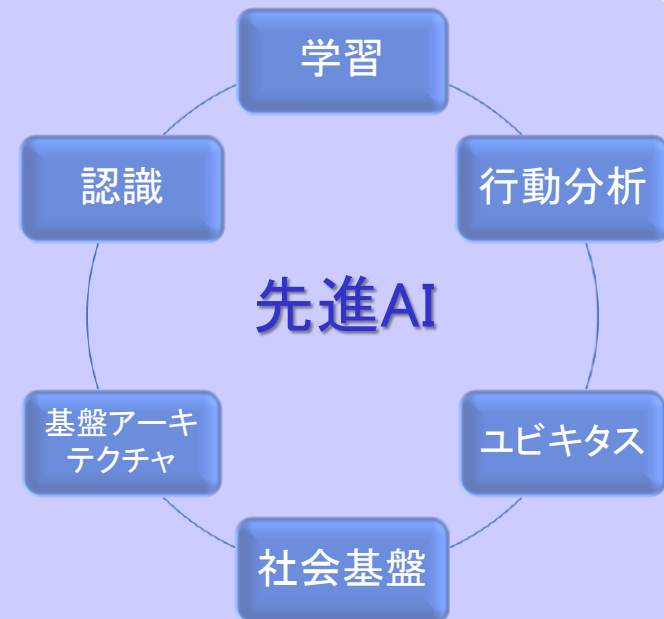 学習
認識
行動分析
先進AI
基盤アーキ
テクチャ
ユビキタス
社会基盤